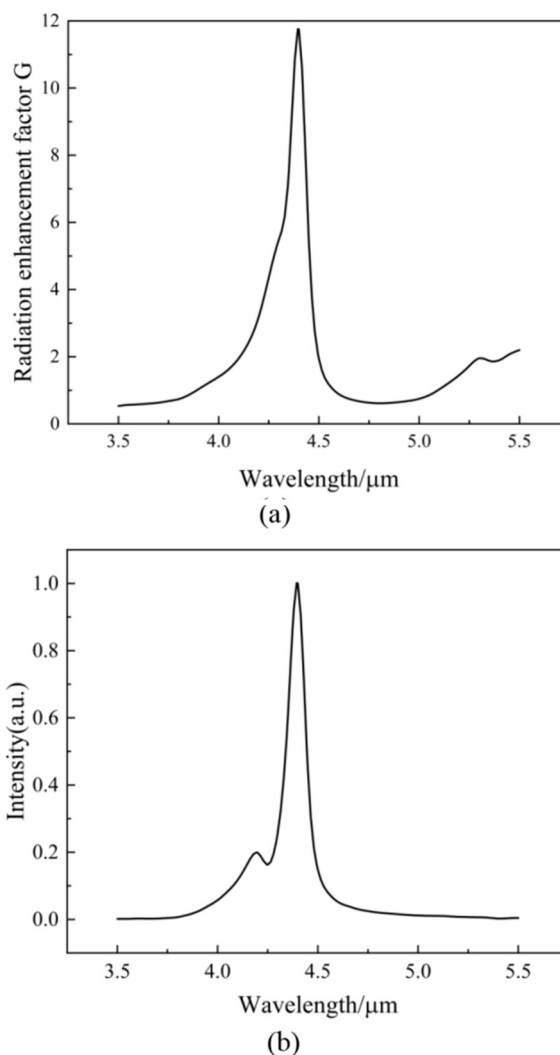 Radiation enhancement factor G
12
10
8
6
4
2
0
3.5 4.0 4.5 5.0 5.5
Wavelength/μm
(a)
Intensity(a.u.)
1.0
0.8
0.6
0.4
0.2
0.0
3.5 4.0 4.5 5.0 5.5
Wavelength/μm
(b)